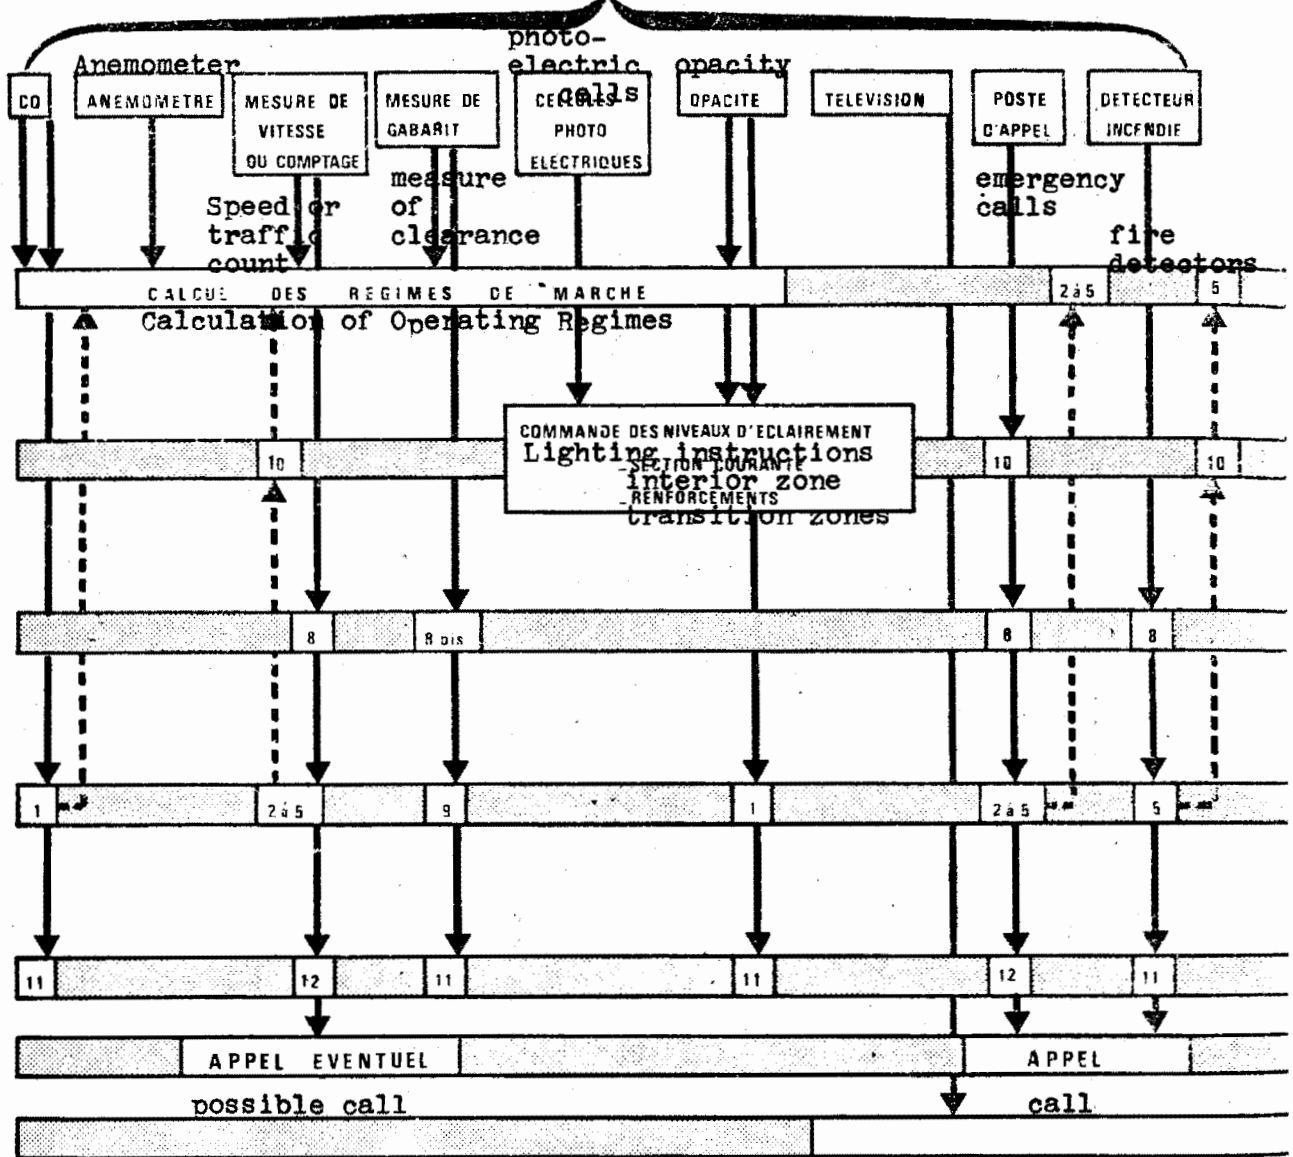 photo-
Anemometer electric opacity
cells
CO
ANEMOMETRE
MESURE DE
VITESSE
OU COMPTAGE
MESURE DE
GABARIT
PHOTO
ELECTRIQUES
OPACITE
TELEVISION
POSTE
D'APPEL
DETECTEUR
INCENDIE
Speed or
traffic
count
measure
of
clearance
emergency
calls
fire
detectors
CALCUL DES REGIMES DE MARCHE
2 à 5
5
Calculation of Operating Regimes
10
COMMANDE DES NIVEAUX D'ECLAIREMENT
Lighting instructions
-SECTION COURANTE
interior zone
-RENFORCEMENTS
transition zones
10
10
8
8 bis
8
8
1
2 à 5
9
1
2 à 5
5
11
12
11
11
12
11
APPEL EVENTUEL
APPEL
possible call
call